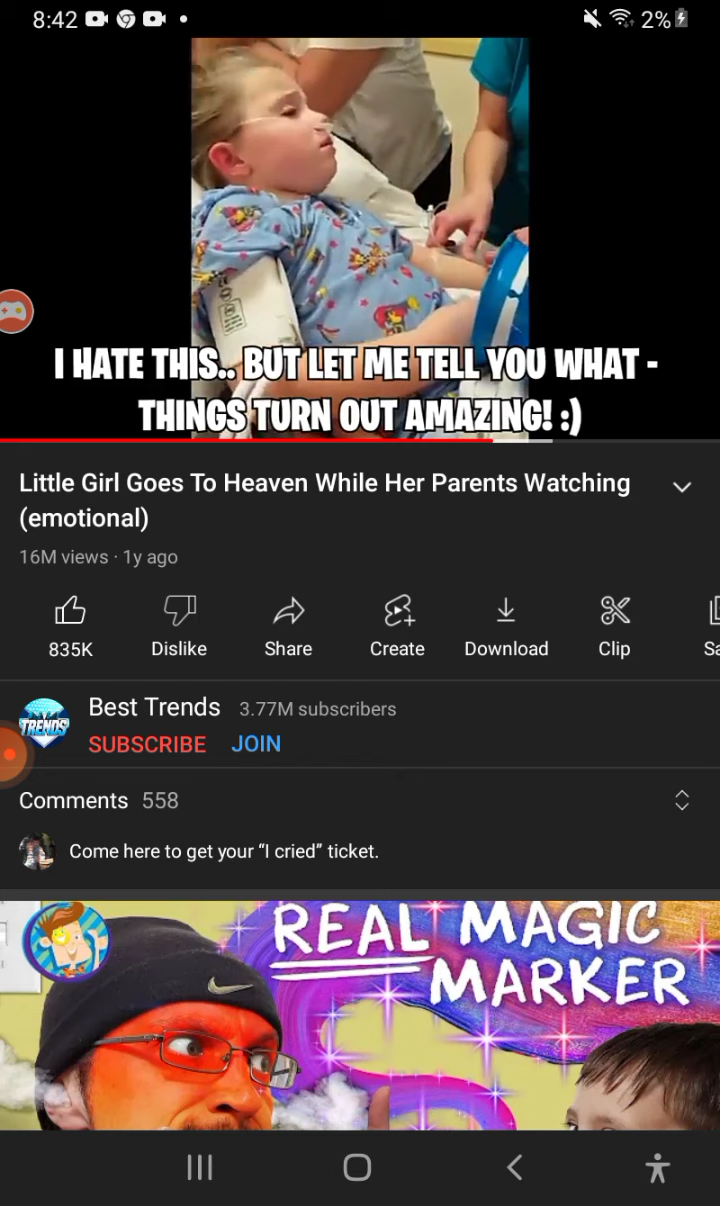 8:42
2%
I HATE THIS.. BUT LET ME TELL YOU WHAT -
THINGS TURN OUT AMAZING! :)
Little Girl Goes To Heaven While Her Parents Watching
(emotional)
16M views · 1y ago
835K
Dislike
Share
Create
Download
Clip
Sa
TRENDS
Best Trends 3.77M subscribers
SUBSCRIBE JOIN
Comments 558
Come here to get your “I cried” ticket.
REAL MAGIC
MARKER